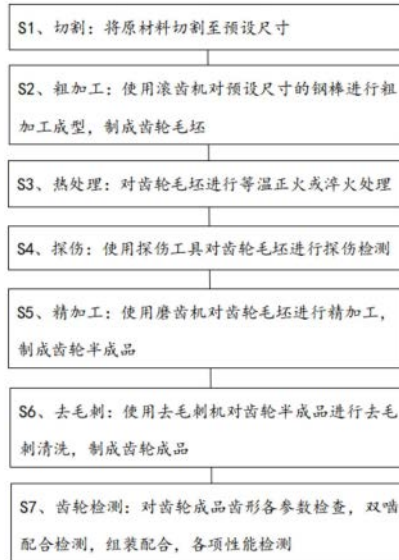 S1、切割：将原材料切割至预设尺寸
S2、粗加工：使用滚齿机对预设尺寸的钢棒进行粗
加工成型，制成齿轮毛坯
S3、热处理：对齿轮毛坯进行等温正火或淬火处理
S4、探伤：使用探伤工具对齿轮毛坯进行探伤检测
S5、精加工：使用磨齿机对齿轮毛坯进行精加工，
制成齿轮半成品
S6、去毛刺：使用去毛刺机对齿轮半成品进行去毛
刺清洗，制成齿轮成品
S7、齿轮检测：对齿轮成品齿形各参数检查，双啮
配合检测，组装配合，各项性能检测